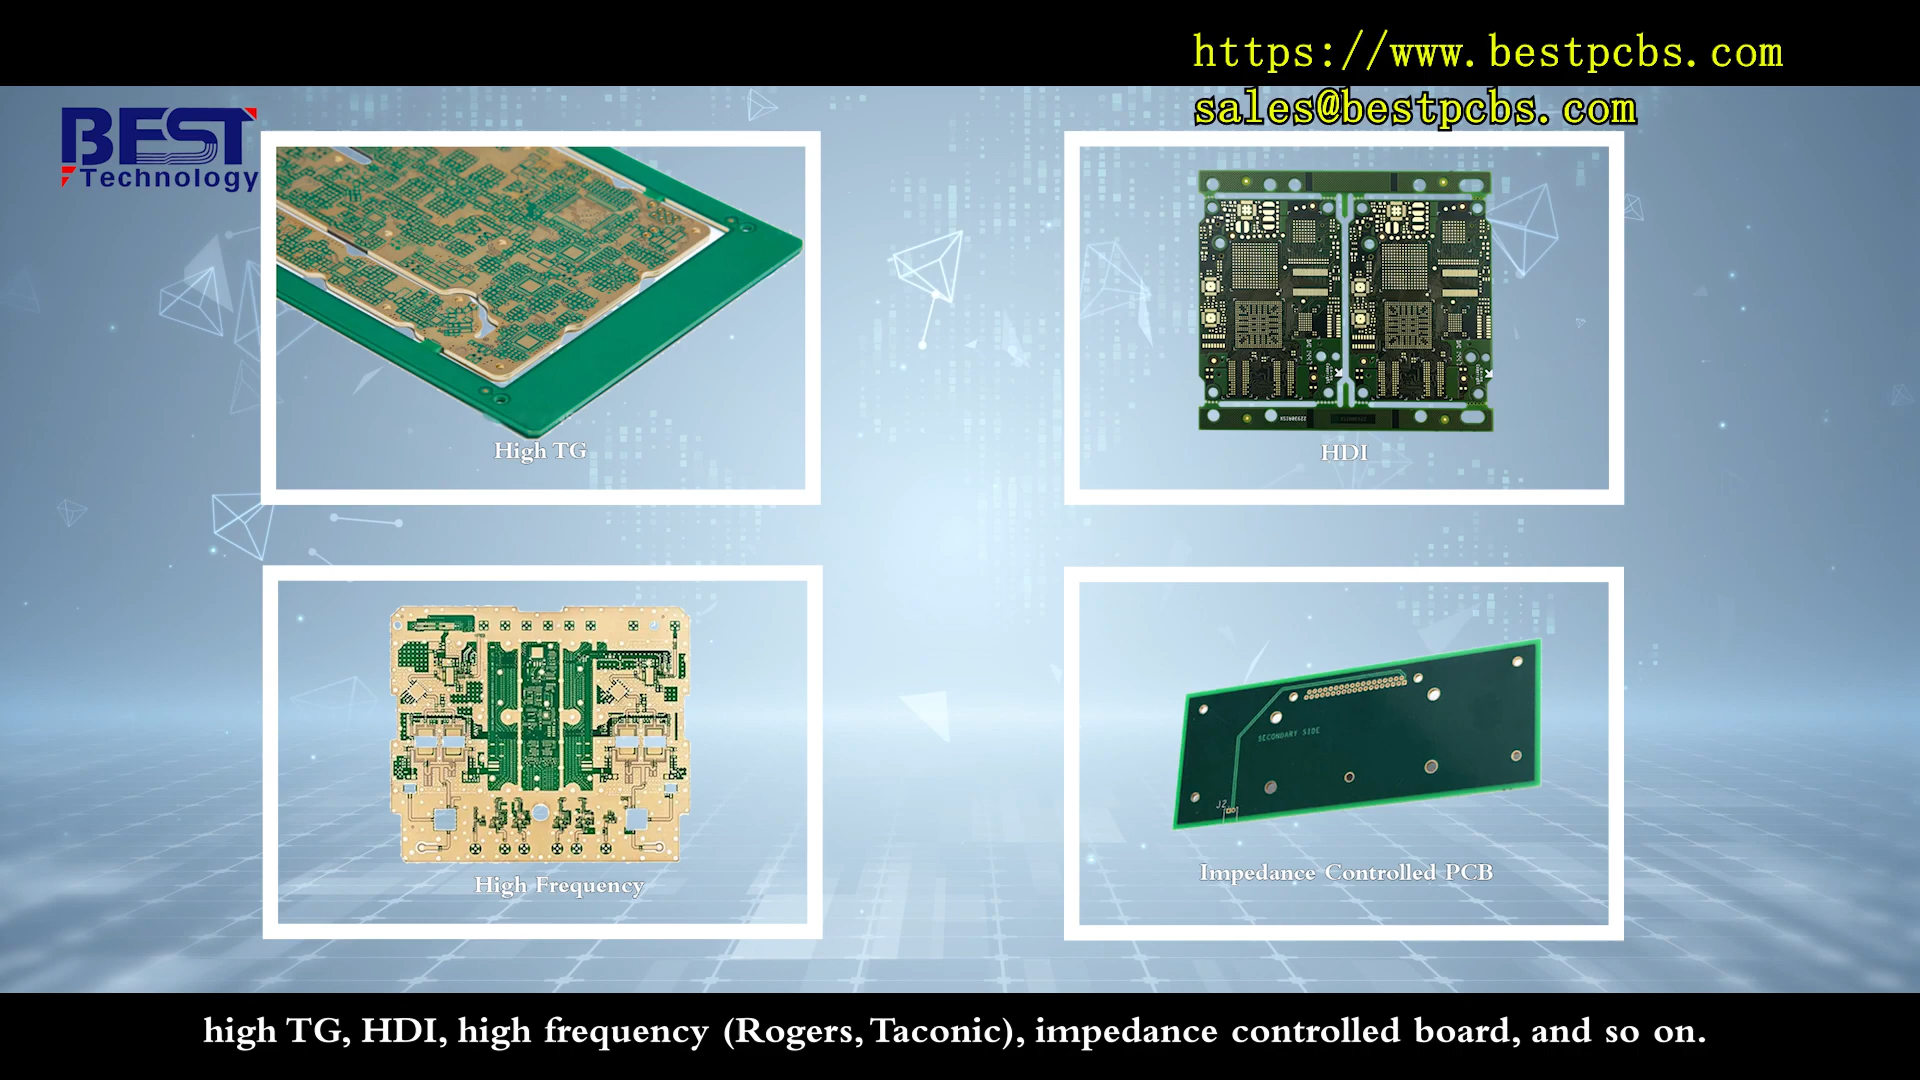 https://www.bestpcbs.com
sales@bestpcbs.com
BEST
Technology
High TG
HDI
High Frequency
SECONDARY SIDE
J2
Impedance Controlled PCB
high TG, HDI, high frequency (Rogers, Taconic), impedance controlled board, and so on.